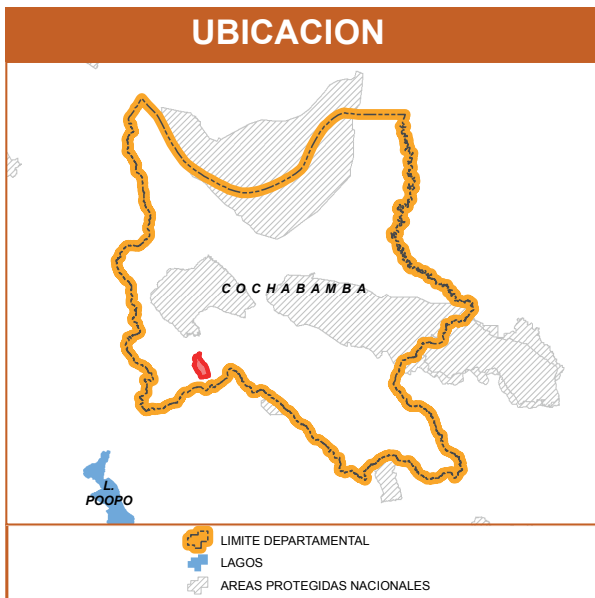 UBICACION
COCHABAMBA
L.
POOPO
LIMITE DEPARTAMENTAL
LAGOS
AREAS PROTEGIDAS NACIONALES